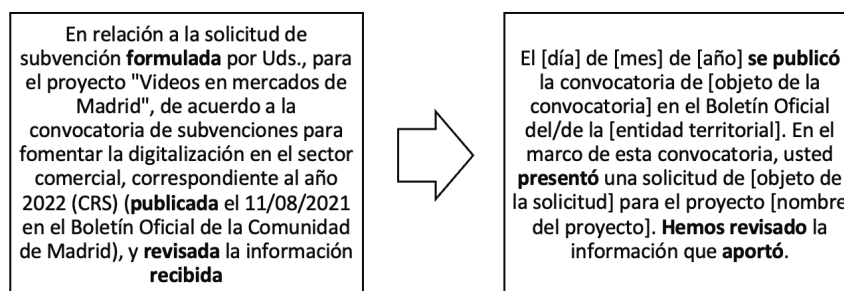 En relación a la solicitud de
subvención formulada por Uds., para
el proyecto "Videos en mercados de
Madrid", de acuerdo a la
convocatoria de subvenciones para
fomentar la digitalización en el sector
comercial, correspondiente al año
2022 (CRS) (publicada el 11/08/2021
en el Boletín Oficial de la Comunidad
de Madrid), y revisada la información
recibida
El [día] de [mes] de [año] se publicó
la convocatoria de [objeto de la
convocatoria] en el Boletín Oficial
del/de la [entidad territorial]. En el
marco de esta convocatoria, usted
presentó una solicitud de [objeto de
la solicitud] para el proyecto [nombre
del proyecto]. Hemos revisado la
información que aportó.